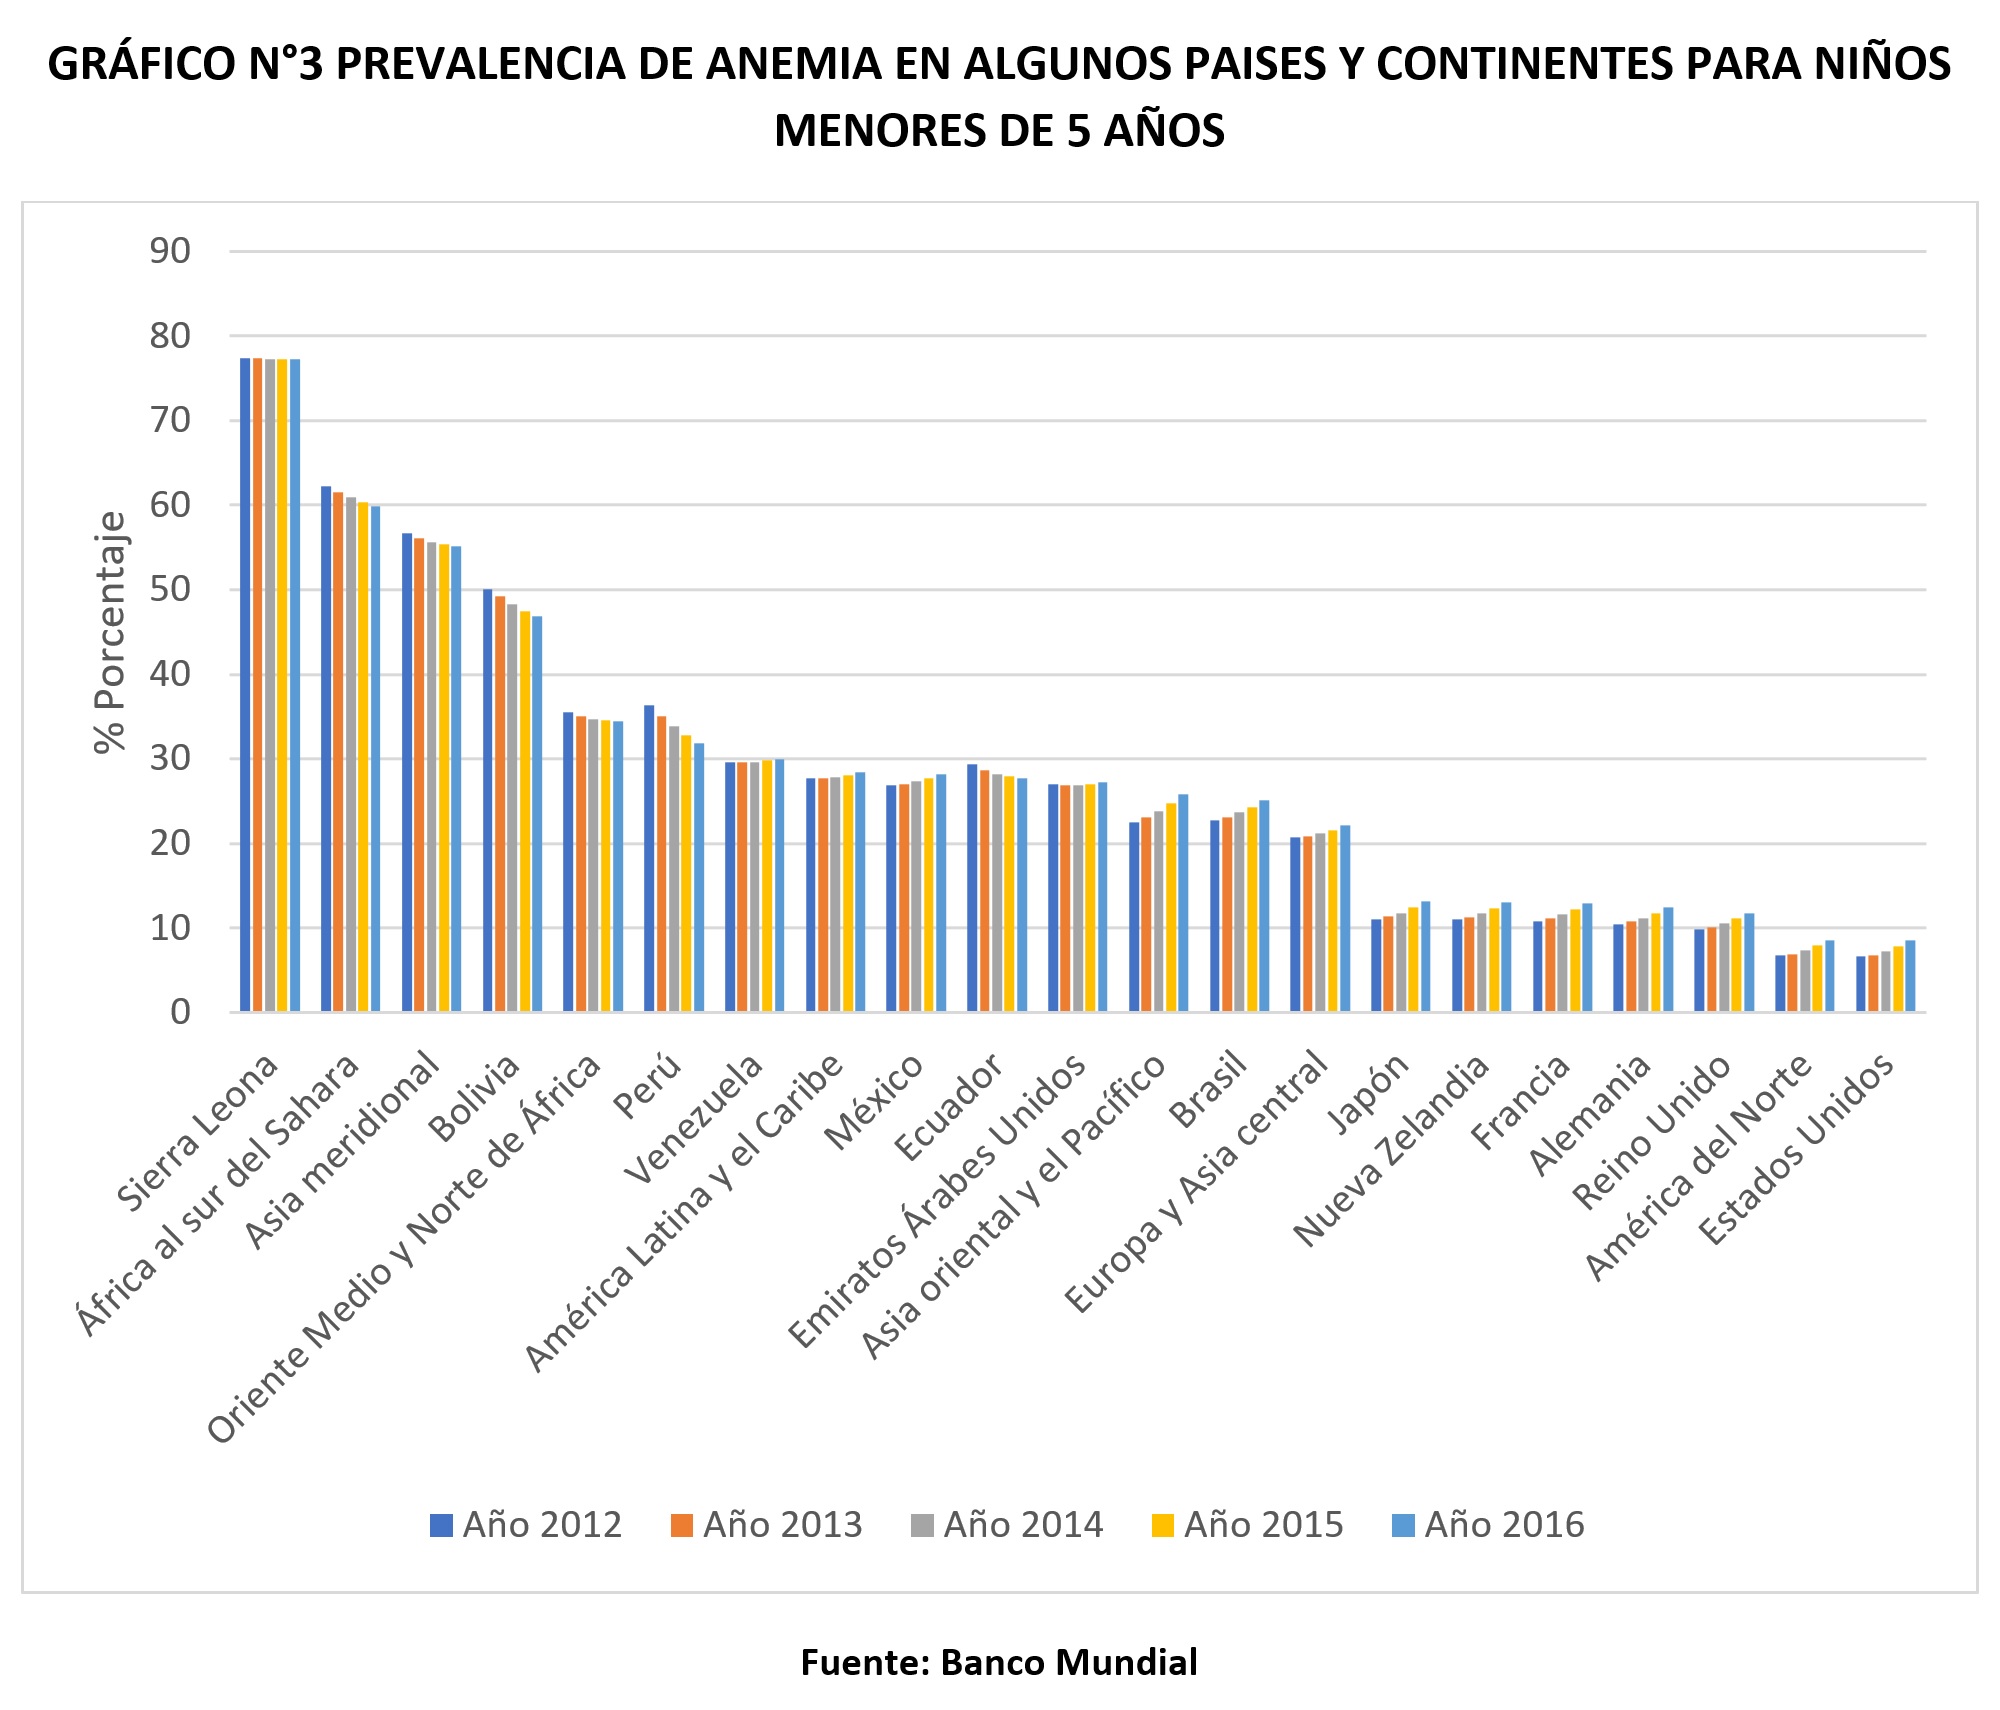 GRÁFICO N°3 PREVALENCIA DE ANEMIA EN ALGUNOS PAISES Y CONTINENTES PARA NIÑOS
MENORES DE 5 AÑOS
% Porcentaje
90
80
70
60
50
40
30
20
10
0
Sierra Leona
África al sur del Sahara
Asia meridional
Bolivia
Oriente Medio y Norte de África
Perú
Venezuela
América Latina y el Caribe
México
Ecuador
Emiratos Árabes Unidos
Asia oriental y el Pacífico
Brasil
Europa y Asia central
Japón
Nueva Zelandia
Francia
Alemania
Reino Unido
América del Norte
Estados Unidos
Año 2012
Año 2013
Año 2014
Año 2015
Año 2016
Fuente: Banco Mundial